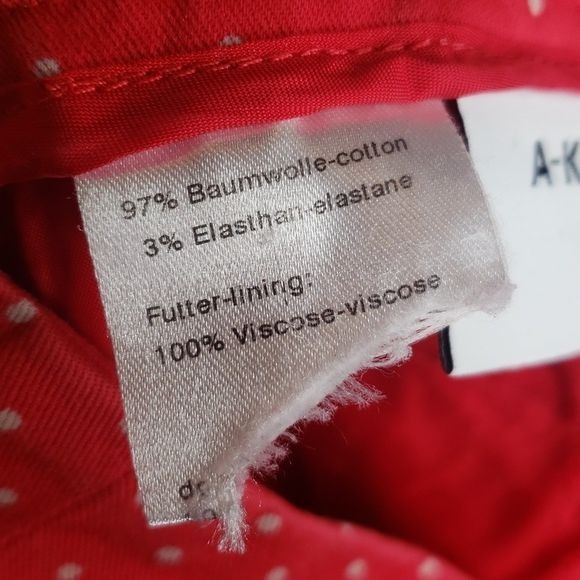 97% Baumwolle-cotton
3% Elasthan-elastane
Futter-lining:
100% Viscose-viscose
A-K